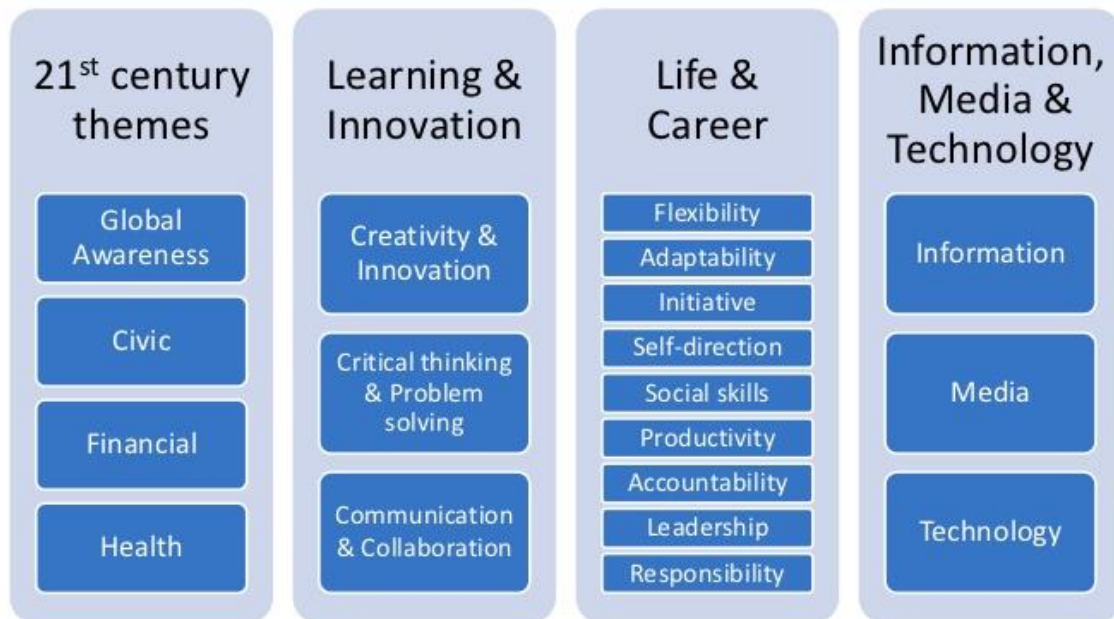 21st century
themes
Global
Awareness
Civic
Financial
Health
Learning &
Innovation
Creativity &
Innovation
Critical thinking
& Problem
solving
Communication
& Collaboration
Life &
Career
Flexibility
Adaptability
Initiative
Self-direction
Social skills
Productivity
Accountability
Leadership
Responsibility
Information,
Media &
Technology
Information
Media
Technology